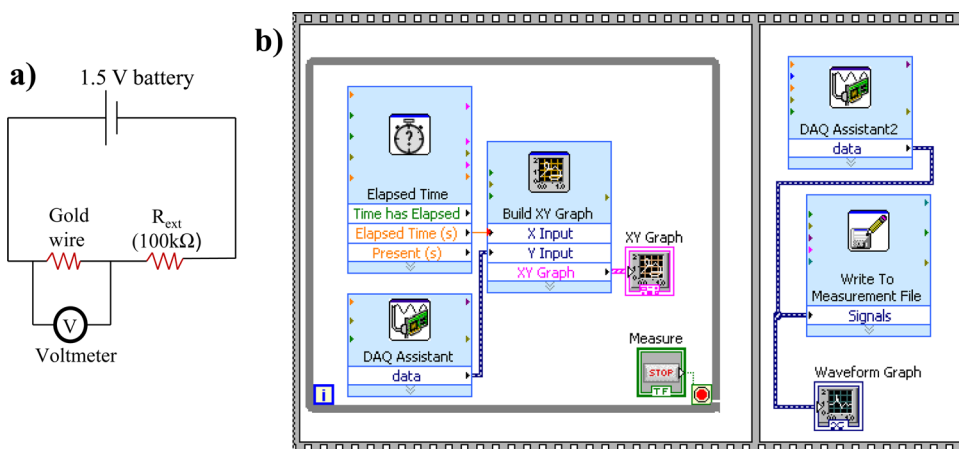 a)
1.5 V battery
Gold
wire
Rext
(100kΩ)
V
Voltmeter
b)
?
Elapsed Time
Time has Elapsed
Elapsed Time (s)
Present (s)
Build XY Graph
X Input
Y Input
XY Graph
XY Graph
DAQ Assistant
data
Measure
STOP
TF
i
DAQ Assistant2
data
Write To
Measurement File
Signals
Waveform Graph